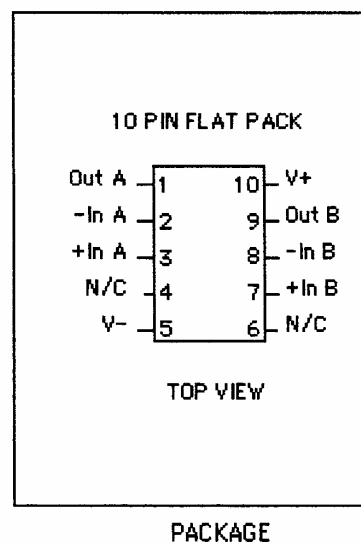 10 PIN FLAT PACK
Out A 1 10 V+
-In A 2 9 Out B
+In A 3 8 -In B
N/C 4 7 +In B
V- 5 6 N/C
TOP VIEW
PACKAGE